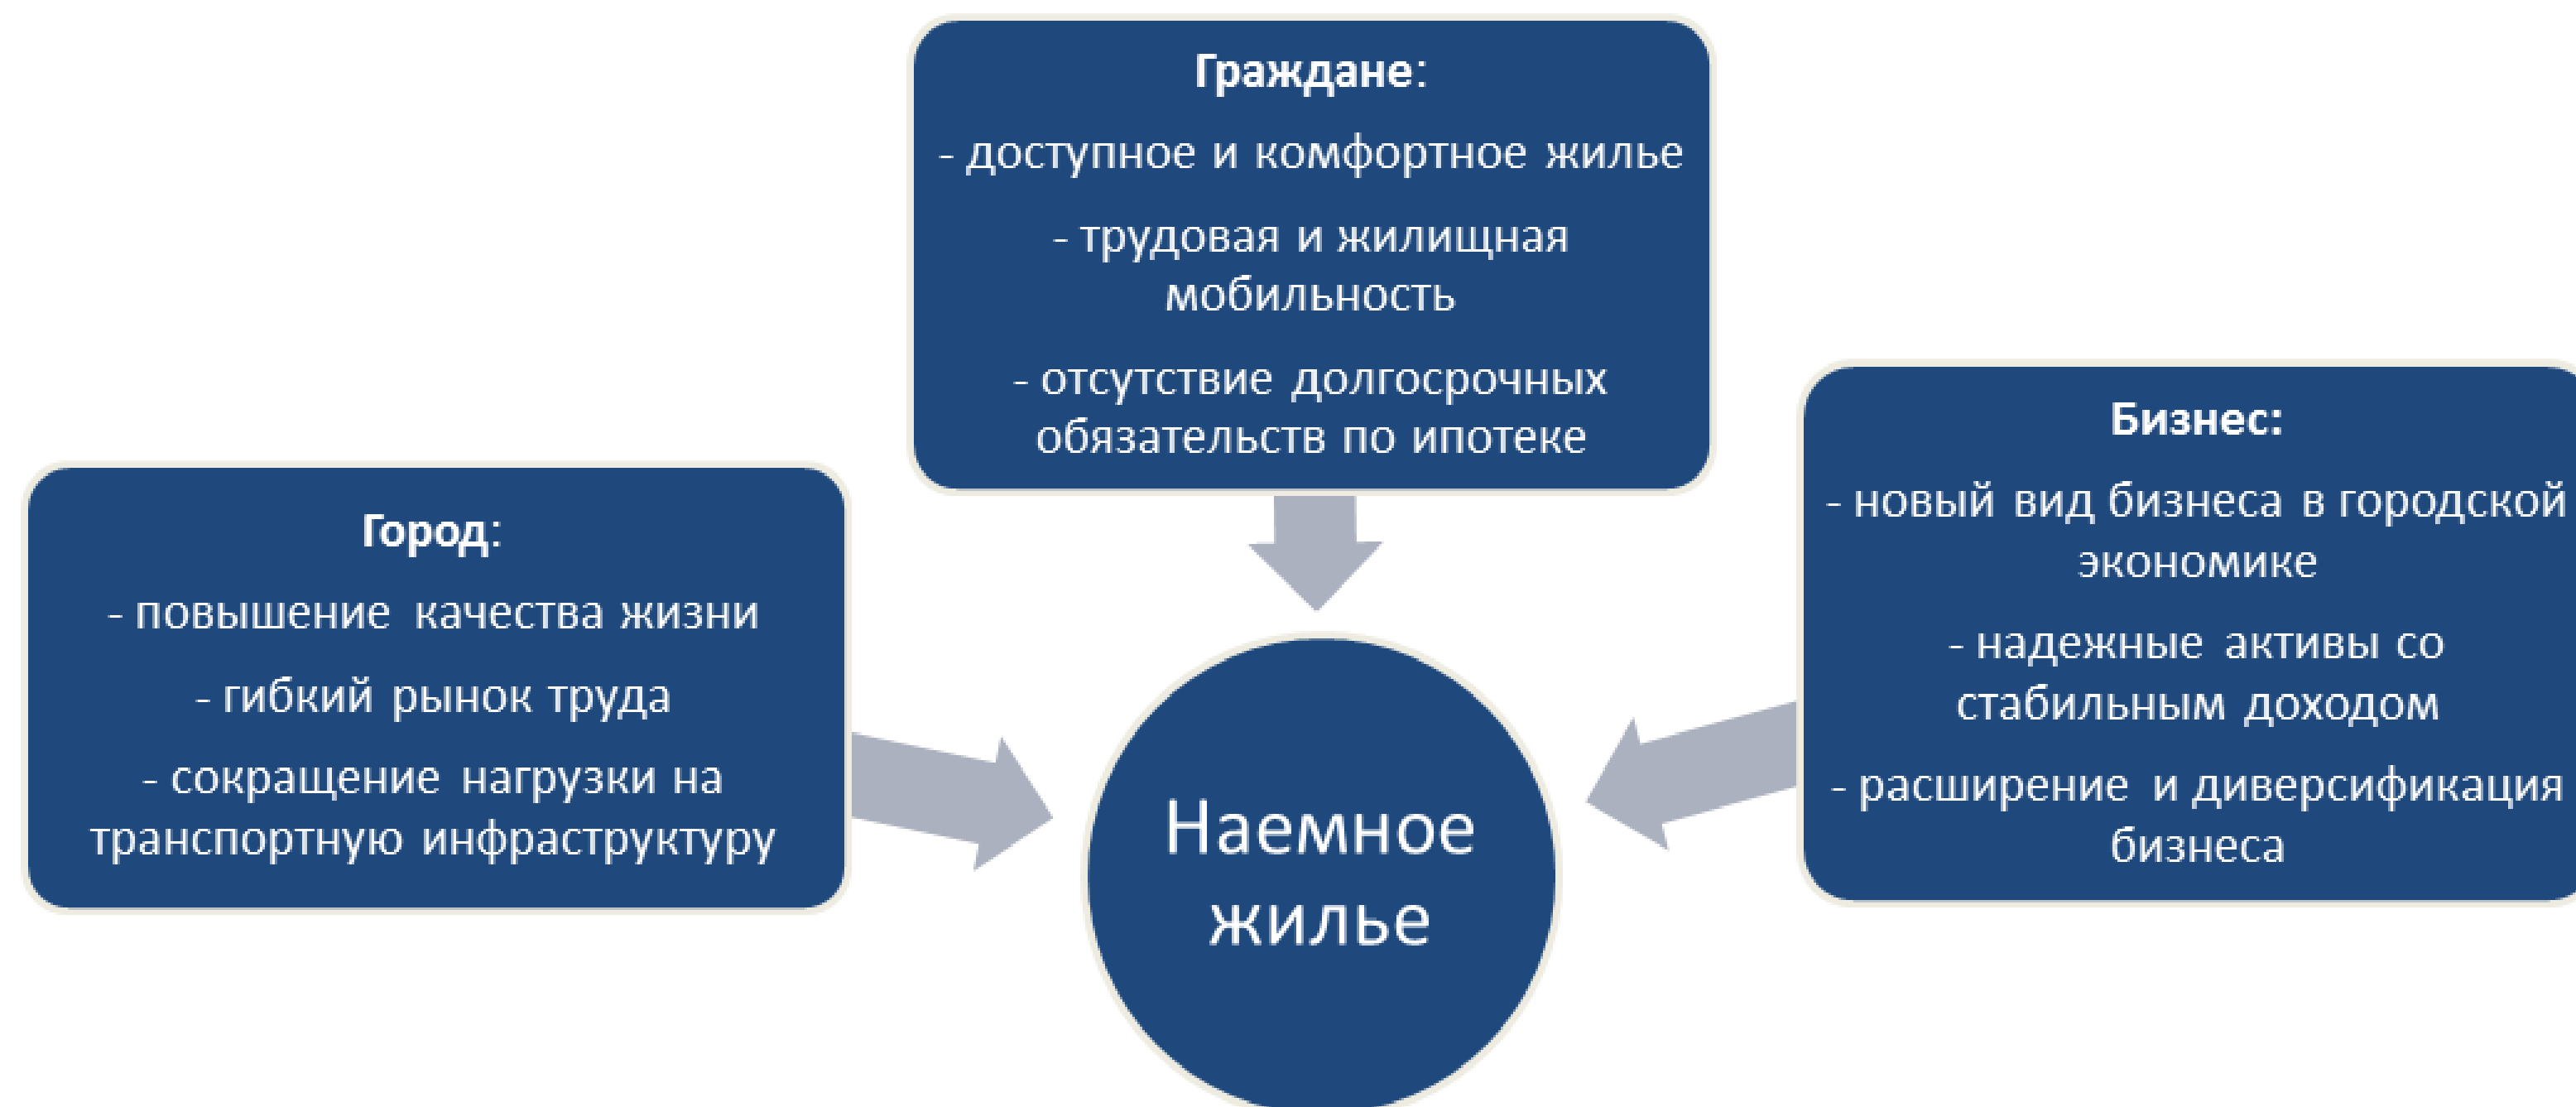 Граждане:
- доступное и комфортное жилье
- трудовая и жилищная
мобильность
- отсутствие долгосрочных
обязательств по ипотеке
Город:
- повышение качества жизни
- гибкий рынок труда
- сокращение нагрузки на
транспортную инфраструктуру
Бизнес:
- новый вид бизнеса в городской
экономике
- надежные активы со
стабильным доходом
- расширение и диверсификация
бизнеса
Наемное
жилье